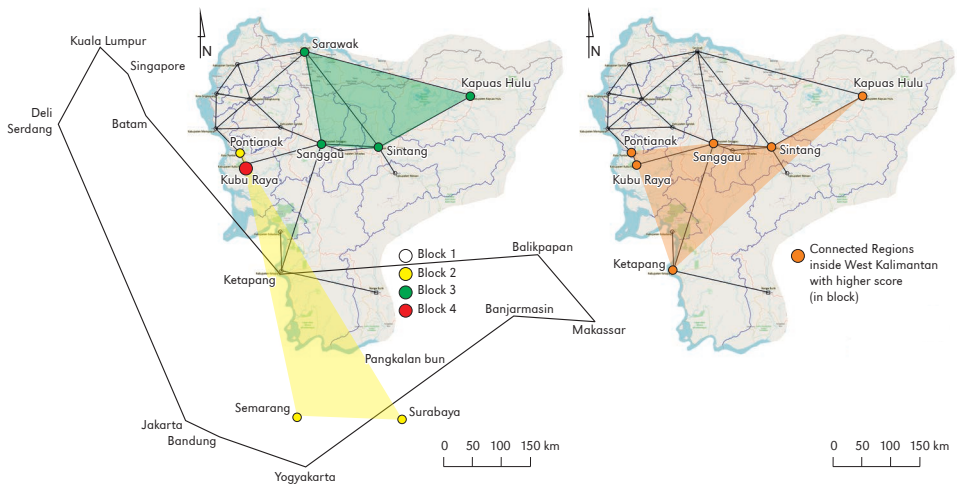 N
Kuala Lumpur
Singapore
Deli
Serdang
Batam
Sarawak
Kapuas Hulu
Pontianak
Sanggau
Sintang
Kubu Raya
Ketapang
Balikpapan
Block 1
Block 2
Block 3
Block 4
Banjarmasin
Makassar
Pangkalan bun
Semarang
Surabaya
Jakarta
Bandung
Yogyakarta
0 50 100 150 km
N
Kapuas Hulu
Pontianak
Sanggau
Sintang
Kubu Raya
Ketapang
Connected Regions
inside West Kalimantan
with higher score
(in block)
0 50 100 150 km